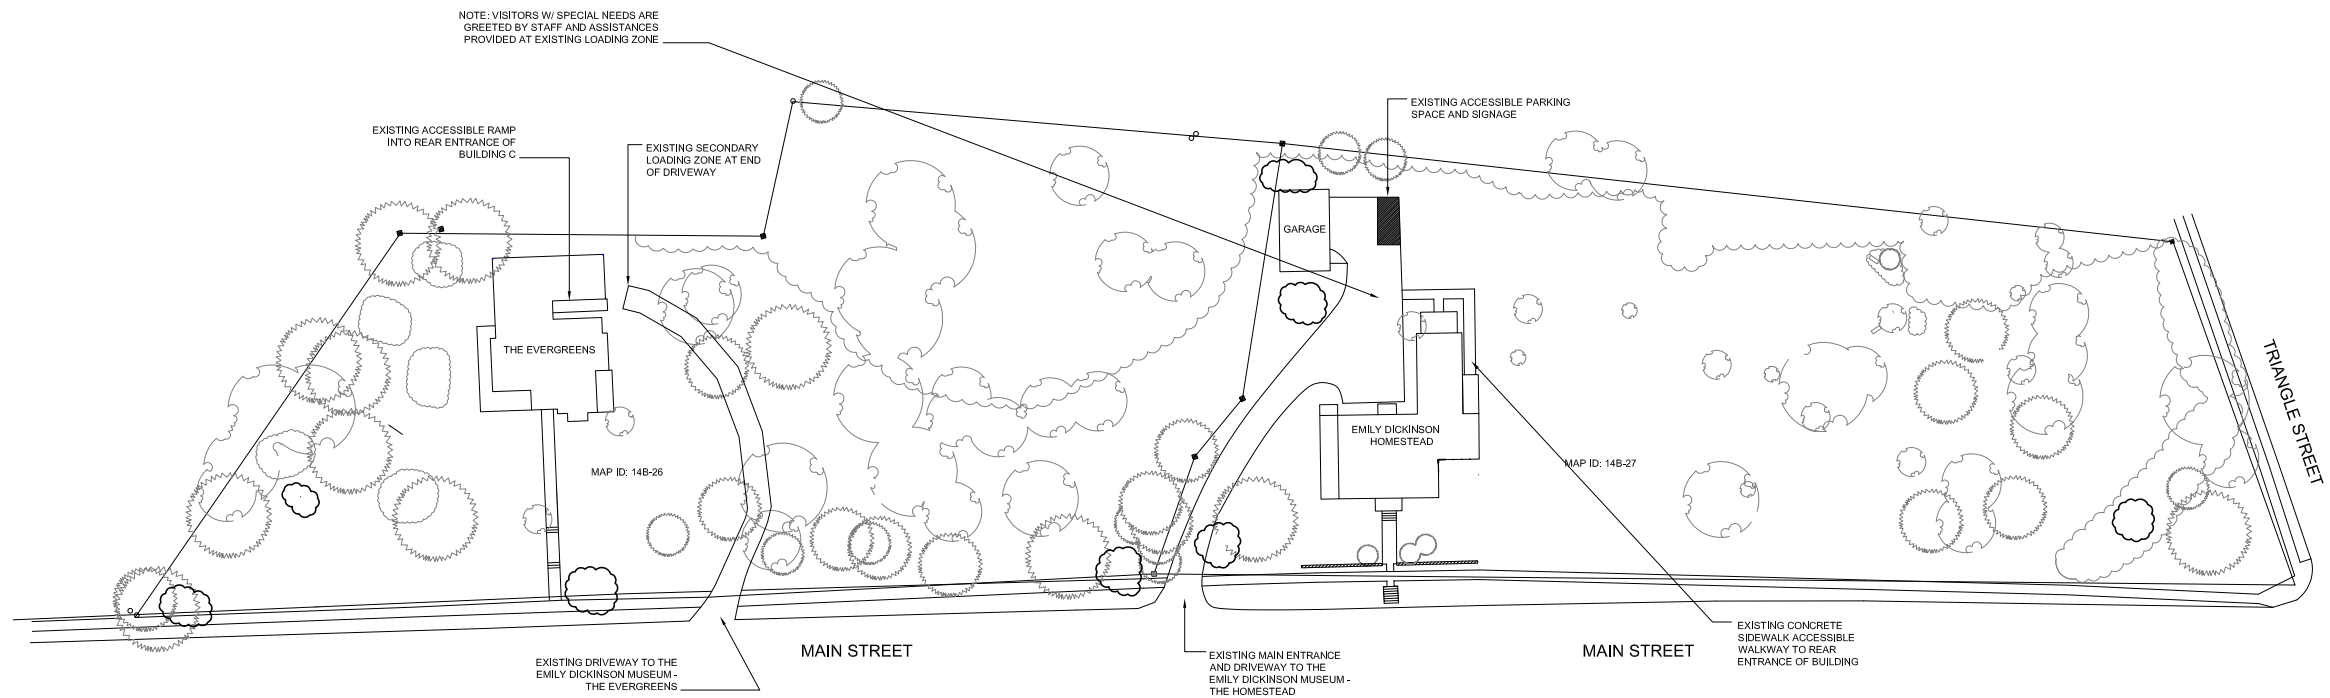 NOTE: VISITORS W/ SPECIAL NEEDS ARE
GREETED BY STAFF AND ASSISTANCES
PROVIDED AT EXISTING LOADING ZONE
EXISTING ACCESSIBLE RAMP
INTO REAR ENTRANCE OF
BUILDING C
EXISTING SECONDARY
LOADING ZONE AT END
OF DRIVEWAY
EXISTING ACCESSIBLE PARKING
SPACE AND SIGNAGE
GARAGE
THE EVERGREENS
TRIANGLE STREET
EMILY DICKINSON
HOMESTEAD
MAP ID: 14B-26
MAP ID: 14B-27
MAIN STREET
MAIN STREET
EXISTING DRIVEWAY TO THE
EMILY DICKINSON MUSEUM -
THE EVERGREENS
EXISTING MAIN ENTRANCE
AND DRIVEWAY TO THE
EMILY DICKINSON MUSEUM -
THE HOMESTEAD
EXISTING CONCRETE
SIDEWALK ACCESSIBLE
WALKWAY TO REAR
ENTRANCE OF BUILDING